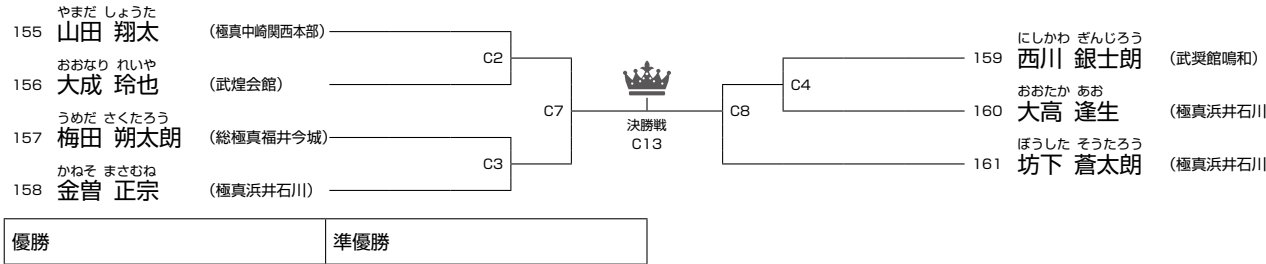 やまだ しょうた
155 山田 翔太 (極真中崎関西本部)
おおなり れいや
156 大成 玲也 (武煌会館)
うめだ さくたろう
157 梅田 朔太朗 (総極真福井今城)
かねそ まさむね
158 金曽 正宗 (極真浜井石川)
C2
C3
C7
決勝戦
C13
C8
C4
にしかわ ぎんじろう
159 西川 銀士朗 (武奨館鳴和)
おおたか あお
160 大高 逢生 (極真浜井石川
ぼうした そうたろう
161 坊下 蒼太朗 (極真浜井石川
優勝 準優勝